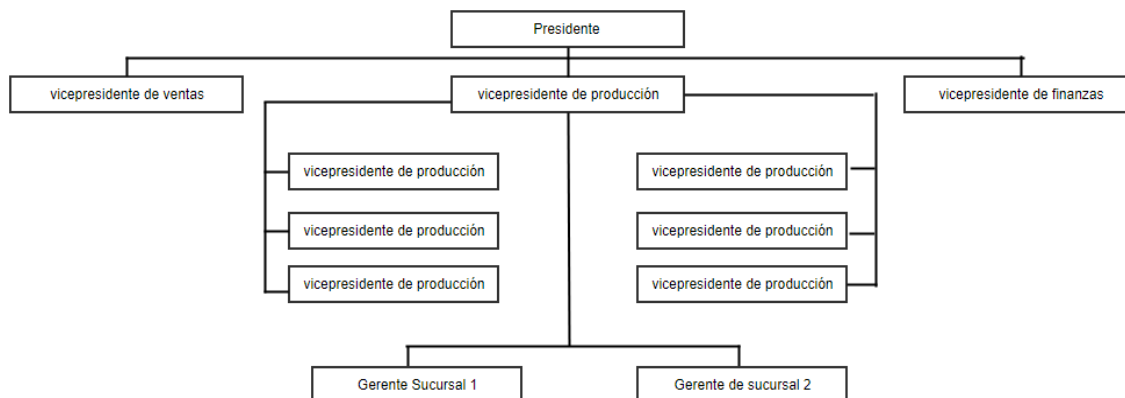 Presidente
vicepresidente de ventas
vicepresidente de producción
vicepresidente de finanzas
vicepresidente de producción
vicepresidente de producción
vicepresidente de producción
vicepresidente de producción
vicepresidente de producción
vicepresidente de producción
Gerente Sucursal 1
Gerente de sucursal 2